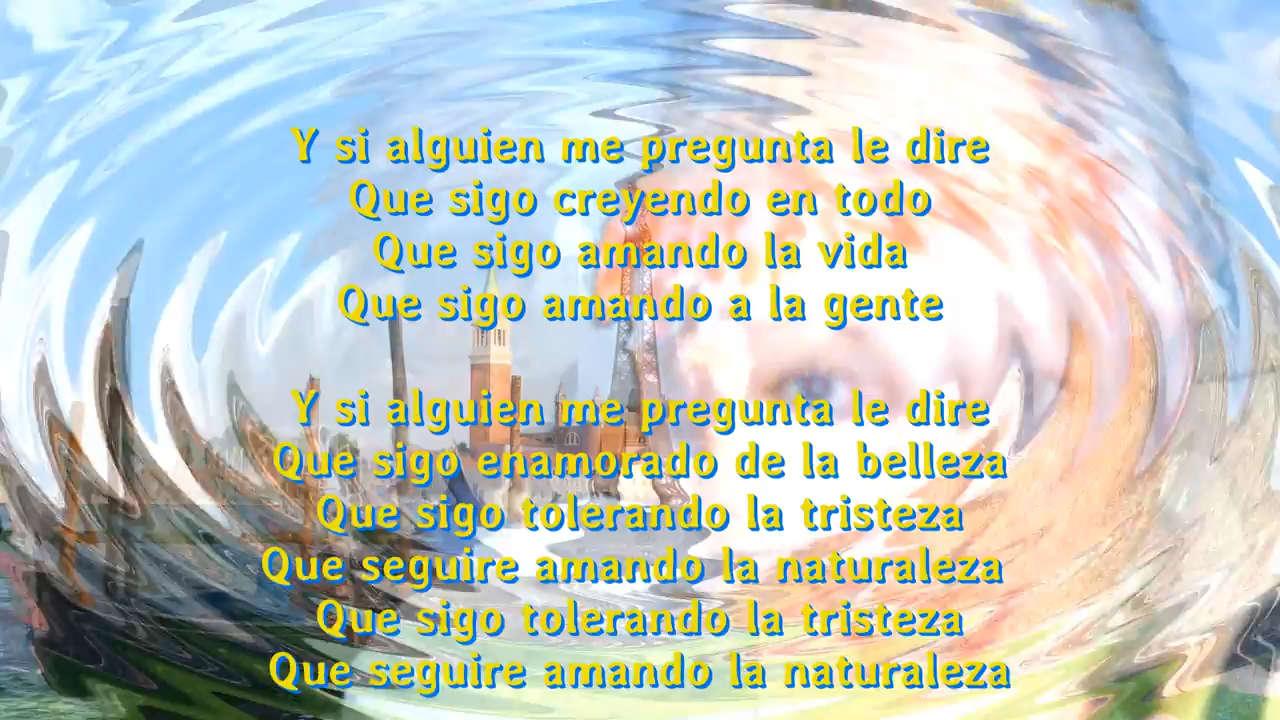 Y si alguien me pregunta le dire
Que sigo creyendo en todo
Que sigo amando la vida
Que sigo amando a la gente
Y si alguien me pregunta le dire
Que sigo enamorado de la belleza
Que sigo tolerando la tristeza
Que seguire amando la naturaleza
Que sigo tolerando la tristeza
Que seguire amando la naturaleza